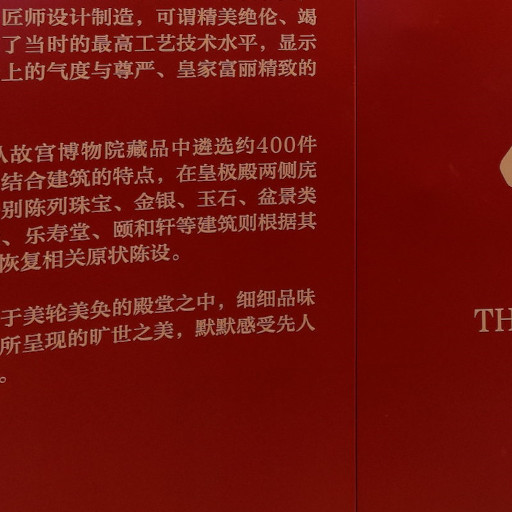 匠师设计制造，可谓精美绝伦、竭
了当时的最高工艺技术水平，显示
上的气度与尊严、皇家富丽精致的
从故宫博物院藏品中遴选约400件
结合建筑的特点，在皇极殿两侧庑
别陈列珠宝、金银、玉石、盆景类
、乐寿堂、颐和轩等建筑则根据其
恢复相关原状陈设。
于美轮美奂的殿堂之中，细细品味
所呈现的旷世之美，默默感受先人
。
TH